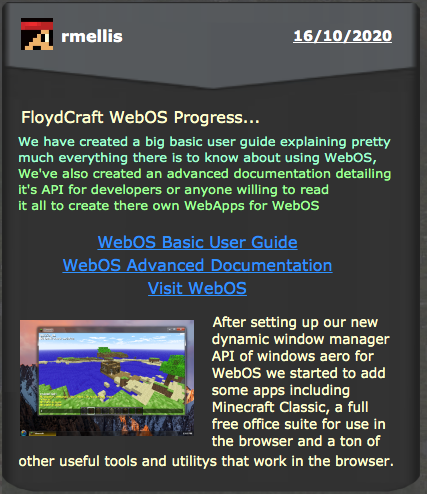 rmellis
16/10/2020
FloydCraft WebOS Progress...
We have created a big basic user guide explaining pretty
much everything there is to know about using WebOS,
We've also created an advanced documentation detailing
it's API for developers or anyone willing to read
it all to create there own WebApps for WebOS
WebOS Basic User Guide
WebOS Advanced Documentation
Visit WebOS
After setting up our new
dynamic window manager
API of windows aero for
WebOS we started to add
some apps including
Minecraft Classic, a full
free office suite for use in
the browser and a ton of
other useful tools and utilitys that work in the browser.